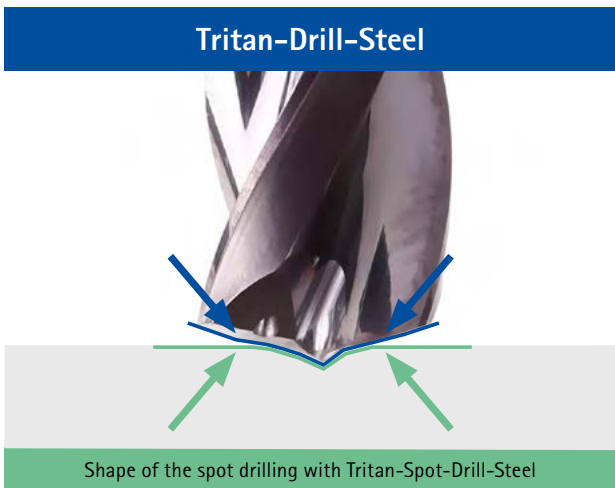 Tritan-Drill-Steel
Shape of the spot drilling with Tritan-Spot-Drill-Steel